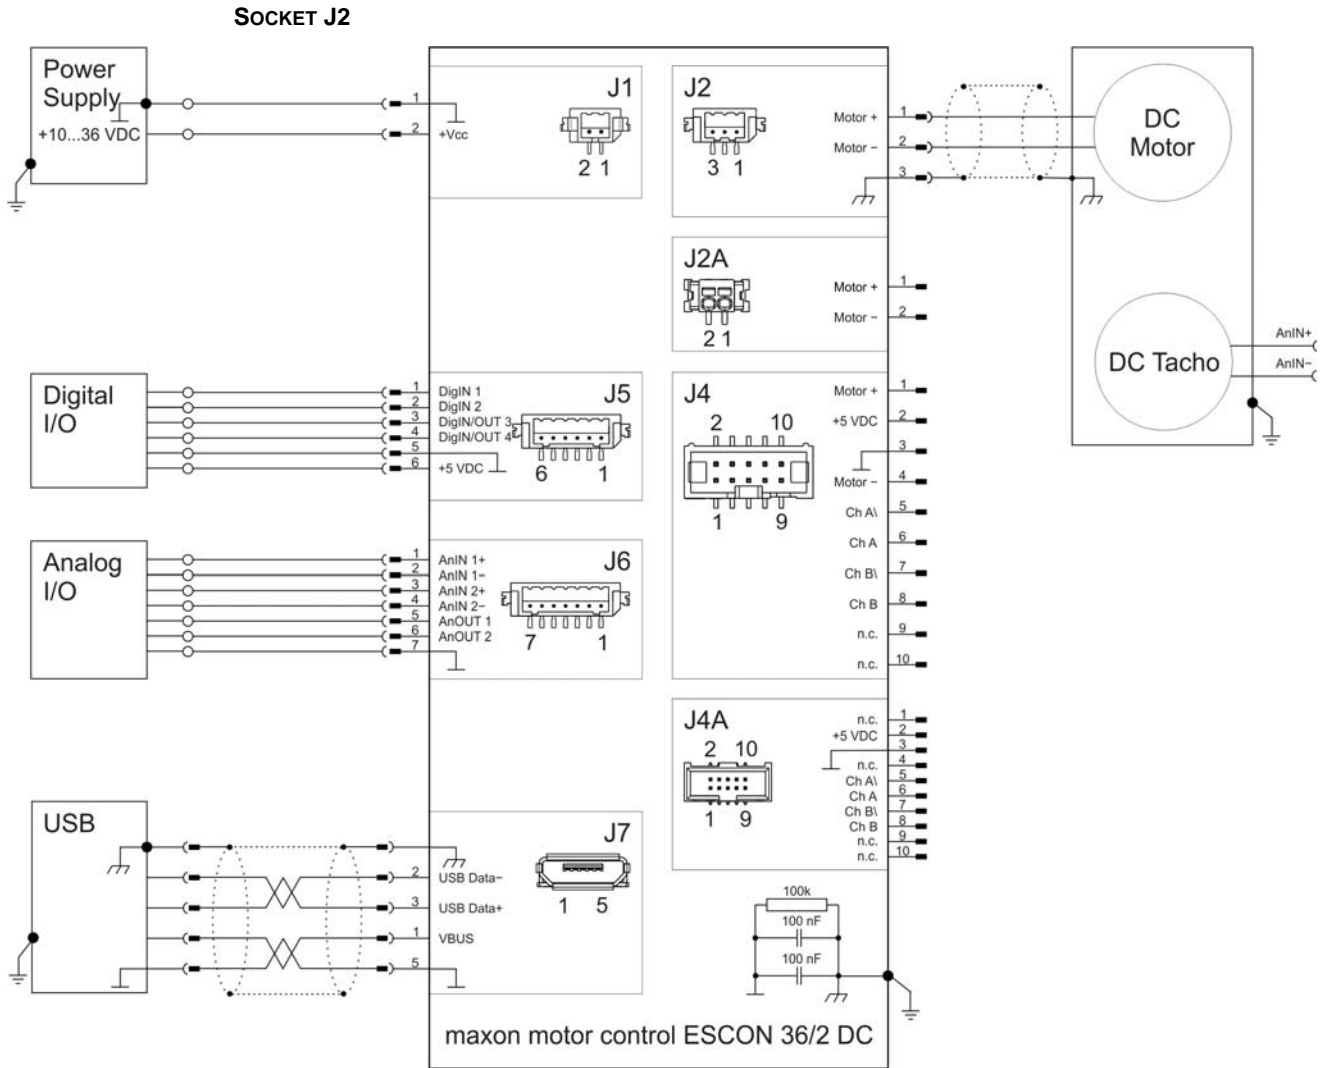 SOCKET J2
Power
Supply
+10...36 VDC
1
2
+Vcc
J1
2 1
J2
3 1
Motor +
Motor −
1
2
3
DC
Motor
J2A
2 1
Motor +
Motor −
1
2
DC Tacho
AnIN+
AnIN−
Digital
I/O
1
2
3
4
5
6
DigIN 1
DigIN 2
DigIN/OUT 3
DigIN/OUT 4
+5 VDC
J5
6 1
J4
2 10
1 9
Motor +
+5 VDC
Motor −
Ch A\
Ch A
Ch B\
Ch B
n.c.
n.c.
1
2
3
4
5
6
7
8
9
10
Analog
I/O
1
2
3
4
5
6
7
AnIN 1+
AnIN 1−
AnIN 2+
AnIN 2−
AnOUT 1
AnOUT 2
J6
7 1
J4A
2 10
1 9
n.c.
+5 VDC
n.c.
Ch A\
Ch A
Ch B\
Ch B
n.c.
n.c.
1
2
3
4
5
6
7
8
9
10
USB
2
3
1
5
USB Data−
USB Data+
VBUS
J7
1 5
100k
100 nF
100 nF
maxon motor control ESCON 36/2 DC